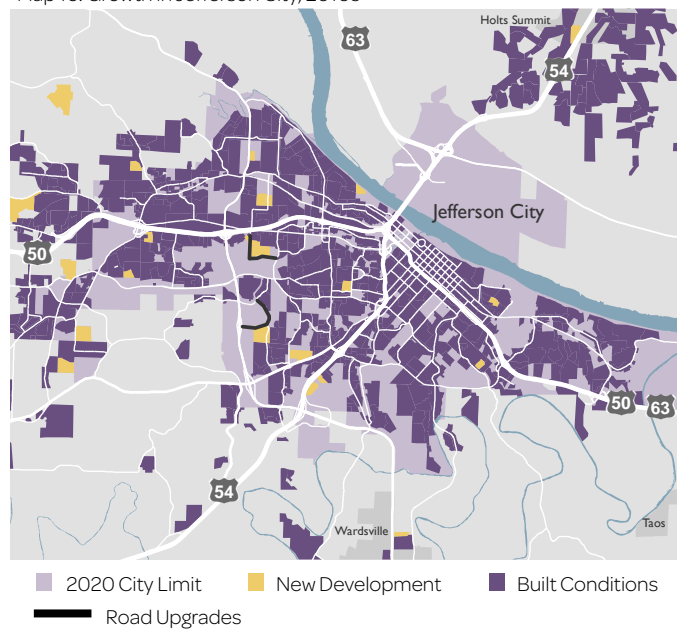 Holts Summit
63
54
Jefferson City
50
50
63
54
Wardsville
Taos
2020 City Limit
New Development
Built Conditions
Road Upgrades